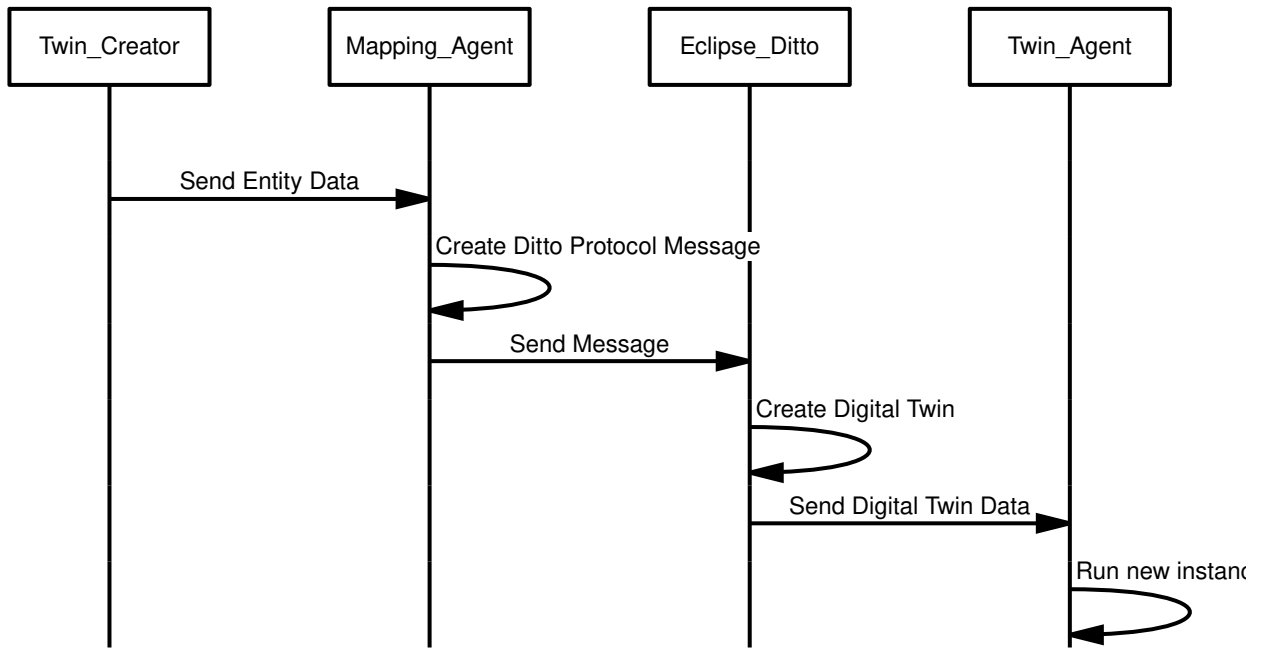 Twin_Creator
Mapping_Agent
Eclipse_Ditto
Twin_Agent
Send Entity Data
Create Ditto Protocol Message
Send Message
Create Digital Twin
Send Digital Twin Data
Run new